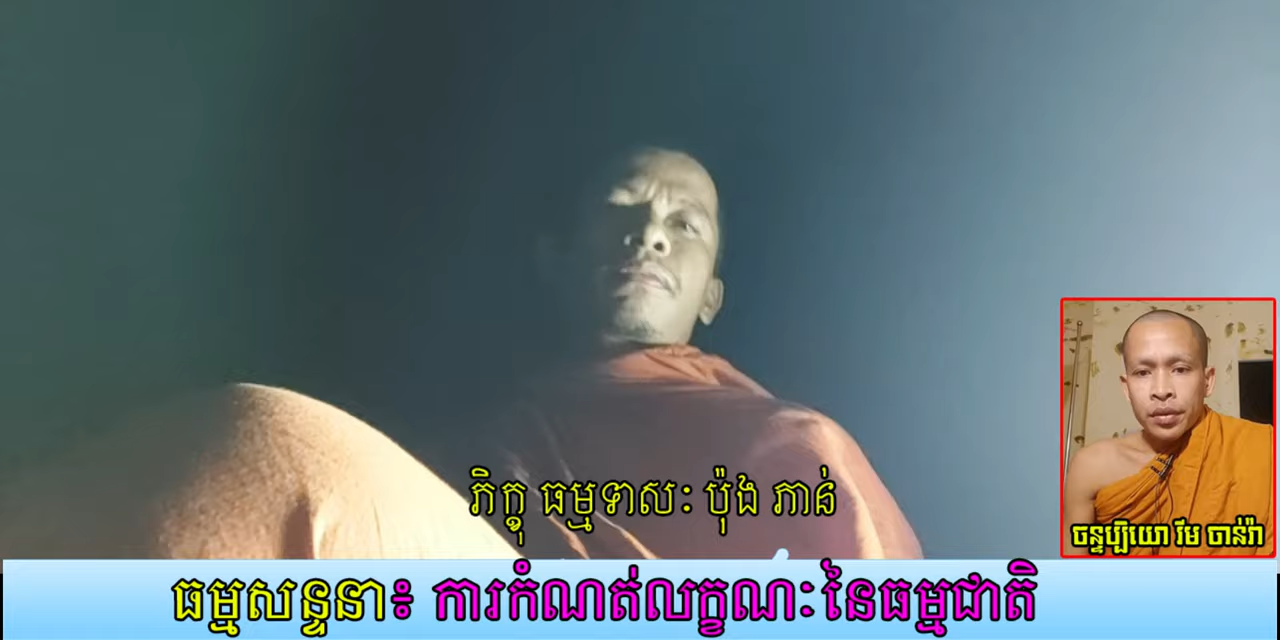 ភិក្ខុ ធម្មទាសៈ ប៉ុង ភាន់
ចន្ទប្បិយោ រីម ចាន់រ៉ា
ធម្មសន្ទនា៖ ការកំណត់លក្ខណៈនៃធម្មជាតិ